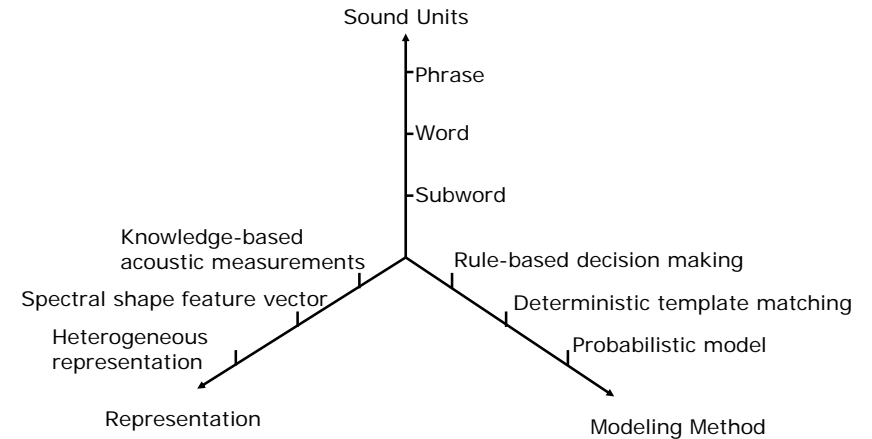 Sound Units
Phrase
Word
Subword
Knowledge-based
acoustic measurements
Spectral shape feature vector
Heterogeneous
representation
Representation
Rule-based decision making
Deterministic template matching
Probabilistic model
Modeling Method